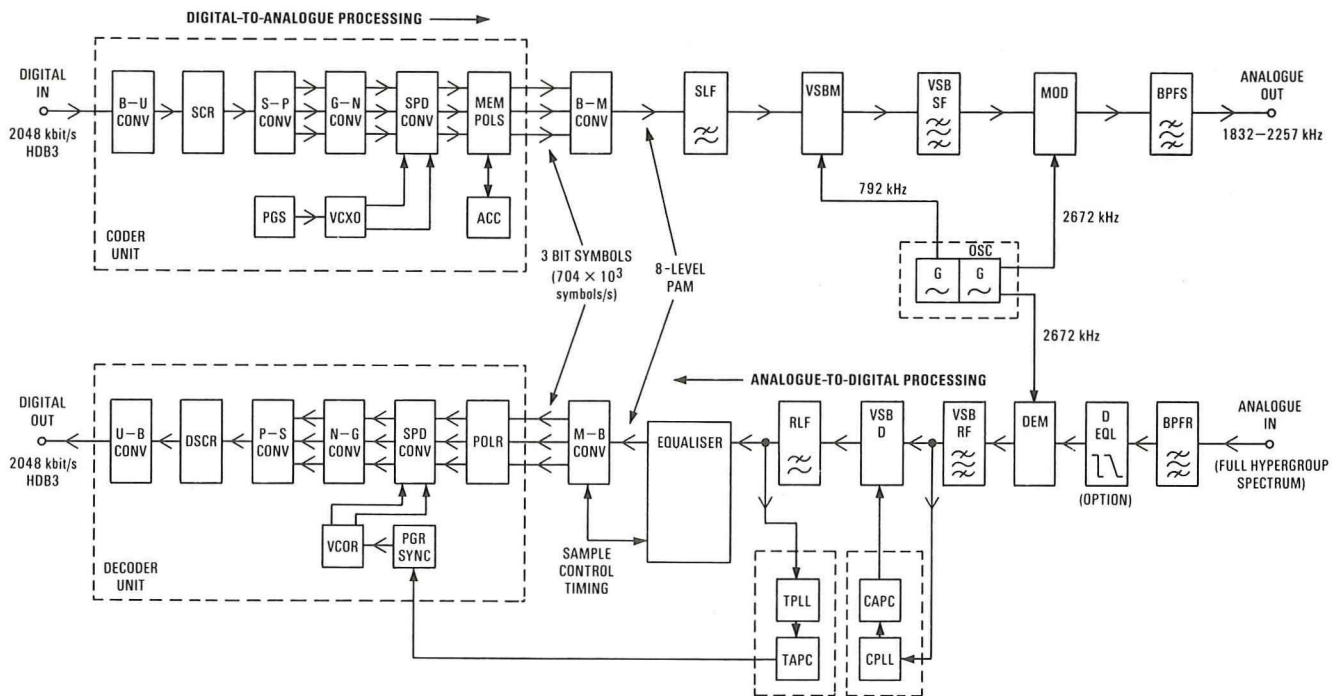 DIGITAL-TO-ANALOGUE PROCESSING
DIGITAL
IN
2048 kbit/s
HDB3
B-U
CONV
SCR
S-P
CONV
G-N
CONV
SPD
CONV
MEM
POLS
B-M
CONV
SLF
VSBM
VSB
SF
MOD
BPFS
ANALOGUE
OUT
1832-2257 kHz
PGS
VCXO
ACC
CODER
UNIT
792 kHz
2672 kHz
OSC
G
G
3 BIT SYMBOLS
(704 × 10³
symbols/s)
8-LEVEL
PAM
2672 kHz
ANALOGUE-TO-DIGITAL PROCESSING
DIGITAL
OUT
2048 kbit/s
HDB3
U-B
CONV
DSCR
P-S
CONV
N-G
CONV
SPD
CONV
POLR
M-B
CONV
EQUALISER
RLF
VSB
D
VSB
RF
DEM
D
EQL
(OPTION)
BPFR
ANALOGUE
IN
(FULL HYPERGROUP
SPECTRUM)
VCOR
PGR
SYNC
DECODER
UNIT
SAMPLE
CONTROL
TIMING
TPLL
TAPC
CAPC
CPLL